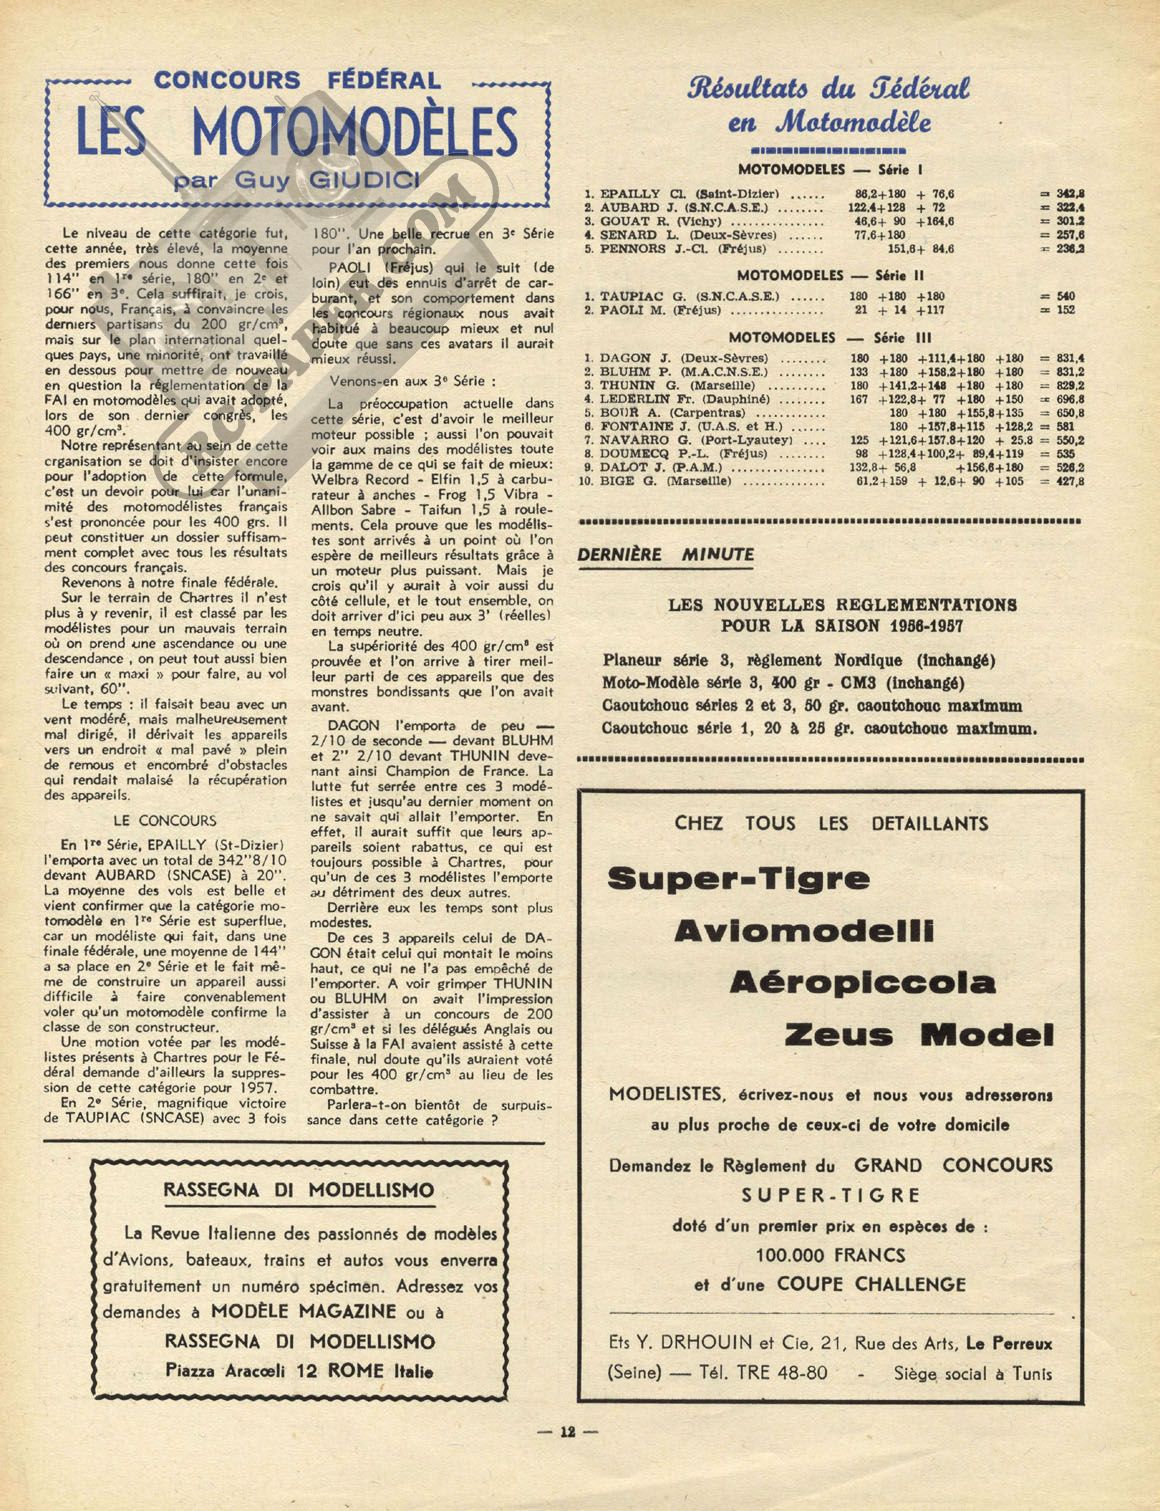 CONCOURS FÉDÉRAL
LES MOTOMODÈLES
par Guy GIUDICI
Le niveau de cette catégorie fut,
cette année, très élevé, la moyenne
des premiers nous donne cette fois
114" en 1re série, 180" en 2e et
166" en 3e. Cela suffirait, je crois,
pour nous, Français, à convaincre les
derniers partisans du 200 gr/cm³,
mais sur le plan international quel-
ques pays, une minorité, ont travaillé
en dessous pour mettre de nouveau
en question la réglementation de la
FAI en motomodèles qui avait adopté,
lors de son dernier congrès, les
400 gr/cm³.
Notre représentant au sein de cette
crganisation se doit d'insister encore
pour l'adoption de cette formule,
c'est un devoir pour lui car l'unani-
mité des motomodélistes français
s'est prononcée pour les 400 grs. Il
peut constituer un dossier suffisam-
ment complet avec tous les résultats
des concours français.
Revenons à notre finale fédérale.
Sur le terrain de Chartres il n'est
plus à y revenir, il est classé par les
modélistes pour un mauvais terrain
où on prend une ascendance ou une
descendance , on peut tout aussi bien
faire un « maxi » pour faire, au vol
suivant, 60".
Le temps : il faisait beau avec un
vent modéré, mais malheureusement
mal dirigé, il dérivait les appareils
vers un endroit « mal pavé » plein
de remous et encombré d'obstacles
qui rendait malaisé la récupération
des appareils.
LE CONCOURS
En 1re Série, EPAILLY (St-Dizier)
l'emporta avec un total de 342"8/10
devant AUBARD (SNCASE) à 20".
La moyenne des vols est belle et
vient confirmer que la catégorie mo-
tomodèle en 1re Série est superflue,
car un modéliste qui fait, dans une
finale fédérale, une moyenne de 144"
a sa place en 2e Série et le fait mê-
me de construire un appareil aussi
difficile à faire convenablement
voler qu'un motomodèle confirme la
classe de son constructeur.
Une motion votée par les modé-
listes présents à Chartres pour le Fé-
déral demande d'ailleurs la suppres-
sion de cette catégorie pour 1957.
En 2e Série, magnifique victoire
de TAUPIAC (SNCASE) avec 3 fois
180". Une belle recrue en 3e Série
pour l'an prochain.
PAOLI (Fréjus) qui le suit (de
loin) eut des ennuis d'arrêt de car-
burant, et son comportement dans
les concours régionaux nous avait
habitué à beaucoup mieux et nul
doute que sans ces avatars il aurait
mieux réussi.
Venons-en aux 3e Série :
La préoccupation actuelle dans
cette série, c'est d'avoir le meilleur
moteur possible ; aussi l'on pouvait
voir aux mains des modélistes toute
la gamme de ce qui se fait de mieux:
Welbra Record - Elfin 1,5 à carbu-
rateur à anches - Frog 1,5 Vibra -
Allbon Sabre - Taifun 1,5 à roule-
ments. Cela prouve que les modélis-
tes sont arrivés à un point où l'on
espère de meilleurs résultats grâce à
un moteur plus puissant. Mais je
crois qu'il y aurait à voir aussi du
côté cellule, et le tout ensemble, on
doit arriver d'ici peu aux 3' (réelles)
en temps neutre.
La supériorité des 400 gr/cm³ est
prouvée et l'on arrive à tirer meil-
leur parti de ces appareils que des
monstres bondissants que l'on avait
avant.
DAGON l'emporta de peu —
2/10 de seconde — devant BLUHM
et 2" 2/10 devant THUNIN deve-
nant ainsi Champion de France. La
lutte fut serrée entre ces 3 modé-
listes et jusqu'au dernier moment on
ne savait qui allait l'emporter. En
effet, il aurait suffit que leurs ap-
pareils soient rabattus, ce qui est
toujours possible à Chartres, pour
qu'un de ces 3 modélistes l'emporte
au détriment des deux autres.
Derrière eux les temps sont plus
modestes.
De ces 3 appareils celui de DA-
GON était celui qui montait le moins
haut, ce qui ne l'a pas empêché de
l'emporter. A voir grimper THUNIN
ou BLUHM on avait l'impression
d'assister à un concours de 200
gr/cm³ et si les délégués Anglais ou
Suisse à la FAI avaient assisté à cette
finale, nul doute qu'ils auraient voté
pour les 400 gr/cm³ au lieu de les
combattre.
Parlera-t-on bientôt de surpuis-
sance dans cette catégorie ?
RASSEGNA DI MODELLISMO
La Revue Italienne des passionnés de modèles
d'Avions, bateaux, trains et autos vous enverra
gratuitement un numéro spécimen. Adressez vos
demandes à MODÈLE MAGAZINE ou à
RASSEGNA DI MODELLISMO
Piazza Aracœli 12 ROME Italie
Résultats du Fédéral
en Motomodèle
MOTOMODELES — Série I
1. EPAILLY Cl. (Saint-Dizier) ...... 86,2+180 + 76,6 = 342,8
2. AUBARD J. (S.N.C.A.S.E.) ........ 122,4+128 + 72 = 322,4
3. GOUAT R. (Vichy) ................ 46,6+ 90 +164,6 = 301,2
4. SENARD L. (Deux-Sèvres) ...... 77,6+180 = 257,6
5. PENNORS J.-Cl. (Fréjus) ........ 151,6+ 84,6 = 236,2
MOTOMODELES — Série II
1. TAUPIAC G. (S.N.C.A.S.E.) ...... 180 +180 +180 = 540
2. PAOLI M. (Fréjus) ................ 21 + 14 +117 = 152
MOTOMODELES — Série III
1. DAGON J. (Deux-Sèvres) ........ 180 +180 +111,4+180 +180 = 831,4
2. BLUHM P. (M.A.C.N.S.E.) ........ 133 +180 +158,2+180 +180 = 831,2
3. THUNIN G. (Marseille) .......... 180 +141,2+148 +180 +180 = 829,2
4. LEDERLIN Fr. (Dauphiné) ........ 167 +122,8+ 77 +180 +150 = 696,8
5. BOUR A. (Carpentras) ............ 180 +180 +155,8+135 = 650,8
6. FONTAINE J. (U.A.S. et H.) ...... 180 +157,8+115 +128,2 = 581
7. NAVARRO G. (Port-Lyautey) .... 125 +121,6+157,8+120 + 25.8 = 550,2
8. DOUMECQ P.-L. (Fréjus) ........ 98 +128,4+100,2+ 89,4+119 = 535
9. DALOT J. (P.A.M.) ................ 132,8+ 56,8 +156,6+180 = 526,2
10. BIGE G. (Marseille) .............. 61,2+159 + 12,6+ 90 +105 = 427,8
DERNIÈRE MINUTE
LES NOUVELLES REGLEMENTATIONS
POUR LA SAISON 1956-1957
Planeur série 3, règlement Nordique (inchangé)
Moto-Modèle série 3, 400 gr - CM3 (inchangé)
Caoutchouc séries 2 et 3, 50 gr. caoutchouc maximum
Caoutchouc série 1, 20 à 25 gr. caoutchouc maximum.
CHEZ TOUS LES DETAILLANTS
Super-Tigre
Aviomodelli
Aéropiccola
Zeus Model
MODELISTES, écrivez-nous et nous vous adresserons
au plus proche de ceux-ci de votre domicile
Demandez le Règlement du GRAND CONCOURS
SUPER-TIGRE
doté d'un premier prix en espèces de :
100.000 FRANCS
et d'une COUPE CHALLENGE
Ets Y. DRHOUIN et Cie, 21, Rue des Arts, Le Perreux
(Seine) — Tél. TRE 48-80 - Siège social à Tunis
— 12 —
RCPAPER.COM